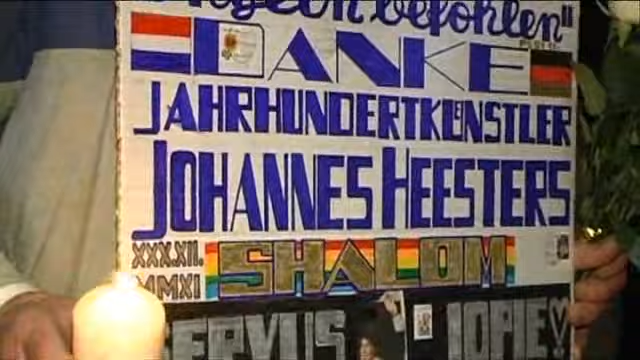 befohlen"
DANKE
JAHRHUNDERTKÜNSTLER
JOHANNES HEESTERS
XXX.XII.
MMXI
SHALOM
SERVUS JOPIE